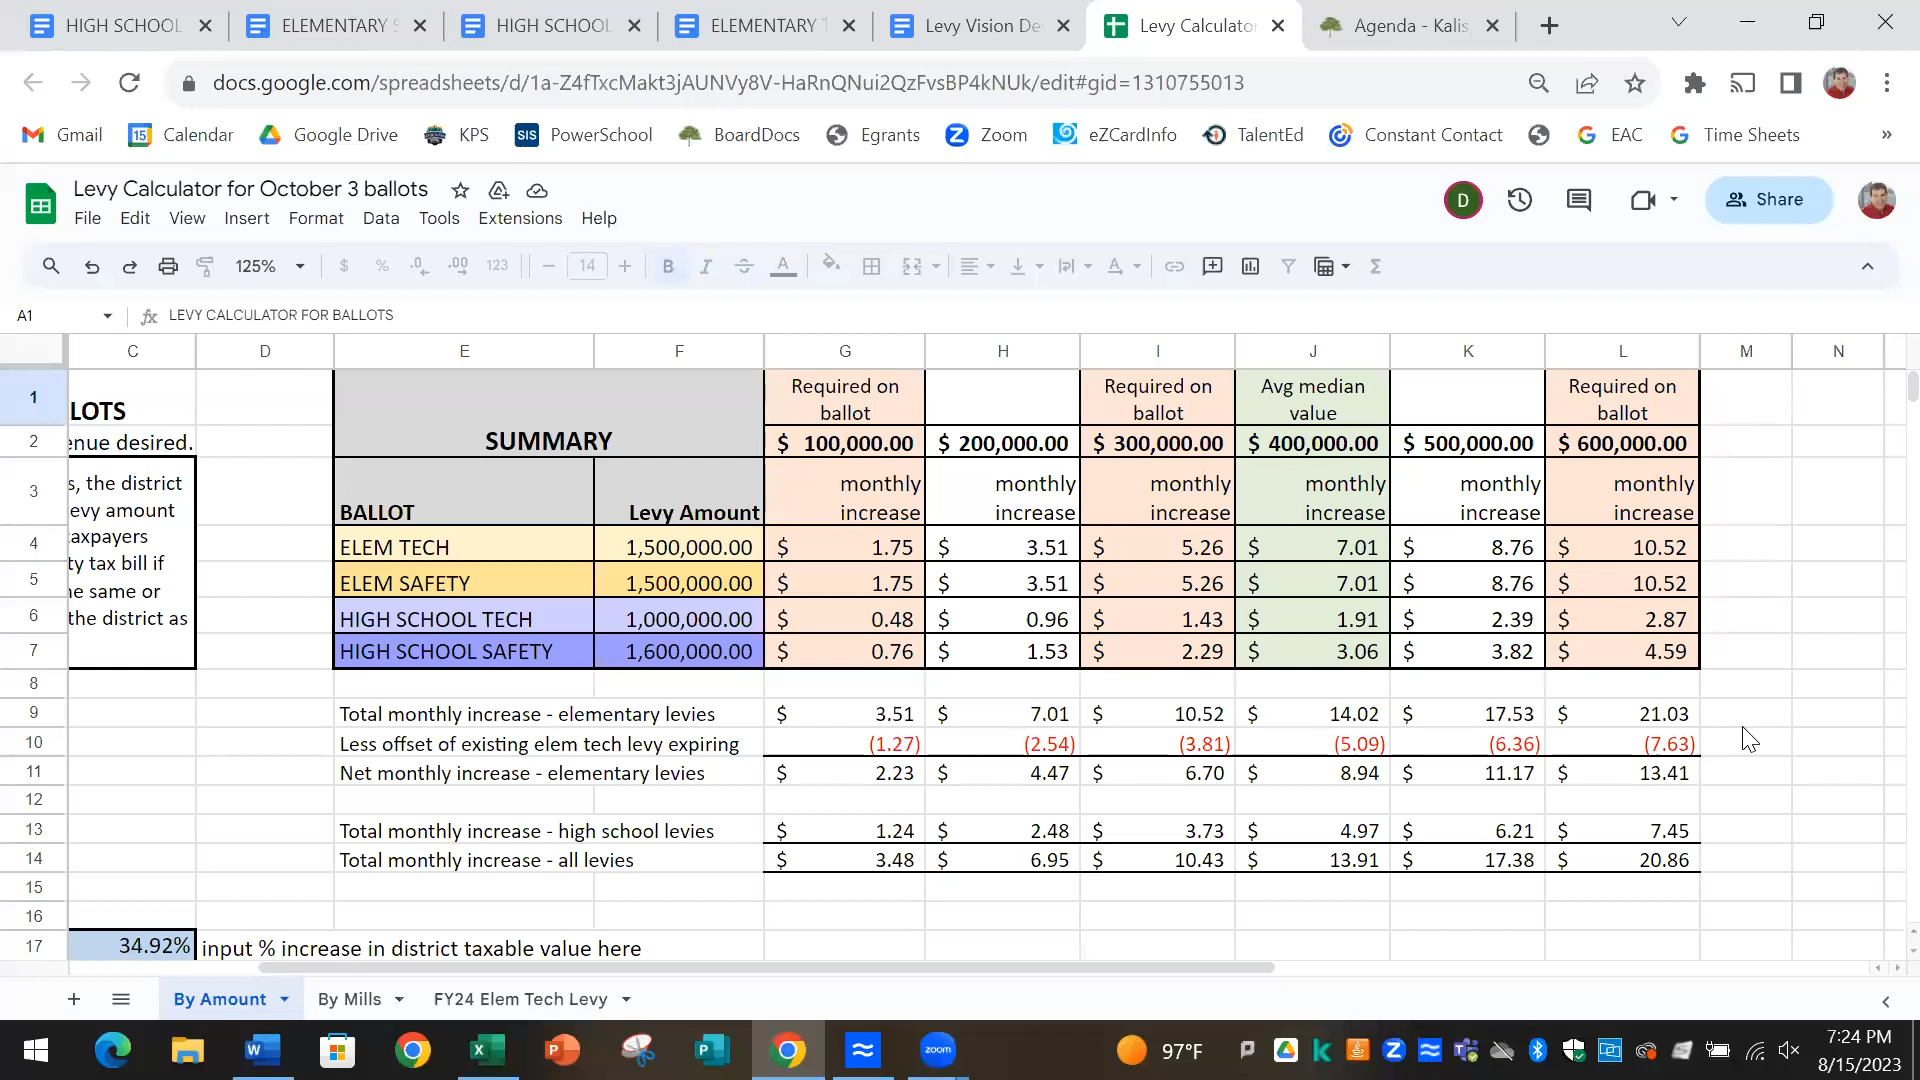 HIGH SCHOOL ELEMENTARY S HIGH SCHOOL ELEMENTARY T Levy Vision De Levy Calculator Agenda - Kalis
docs.google.com/spreadsheets/d/1a-Z4fTxcMakt3jAUNVy8V-HaRnQNui2QzFvsBP4kNUk/edit#gid=1310755013
Gmail Calendar Google Drive KPS SIS PowerSchool BoardDocs Egrants Zoom eZCardInfo TalentEd Constant Contact EAC Time Sheets »
Levy Calculator for October 3 ballots
D
Share
File Edit View Insert Format Data Tools Extensions Help
125% $ % .0 .00 123 14 B I A
A1 fx LEVY CALCULATOR FOR BALLOTS
C D E F G H I J K L M N
1 LOTS Required on ballot Required on ballot Avg median value Required on ballot
2 enue desired. SUMMARY $ 100,000.00 $ 200,000.00 $ 300,000.00 $ 400,000.00 $ 500,000.00 $ 600,000.00
3 s, the district
evy amount
taxpayers
ty tax bill if
ne same or
the district as
BALLOT Levy Amount monthly increase monthly increase monthly increase monthly increase monthly increase monthly increase
4 ELEM TECH 1,500,000.00 $ 1.75 $ 3.51 $ 5.26 $ 7.01 $ 8.76 $ 10.52
5 ELEM SAFETY 1,500,000.00 $ 1.75 $ 3.51 $ 5.26 $ 7.01 $ 8.76 $ 10.52
6 HIGH SCHOOL TECH 1,000,000.00 $ 0.48 $ 0.96 $ 1.43 $ 1.91 $ 2.39 $ 2.87
7 HIGH SCHOOL SAFETY 1,600,000.00 $ 0.76 $ 1.53 $ 2.29 $ 3.06 $ 3.82 $ 4.59
8
9 Total monthly increase - elementary levies $ 3.51 $ 7.01 $ 10.52 $ 14.02 $ 17.53 $ 21.03
10 Less offset of existing elem tech levy expiring (1.27) (2.54) (3.81) (5.09) (6.36) (7.63)
11 Net monthly increase - elementary levies $ 2.23 $ 4.47 $ 6.70 $ 8.94 $ 11.17 $ 13.41
12
13 Total monthly increase - high school levies $ 1.24 $ 2.48 $ 3.73 $ 4.97 $ 6.21 $ 7.45
14 Total monthly increase - all levies $ 3.48 $ 6.95 $ 10.43 $ 13.91 $ 17.38 $ 20.86
15
16
17 34.92% input % increase in district taxable value here
By Amount By Mills FY24 Elem Tech Levy
97°F
7:24 PM
8/15/2023